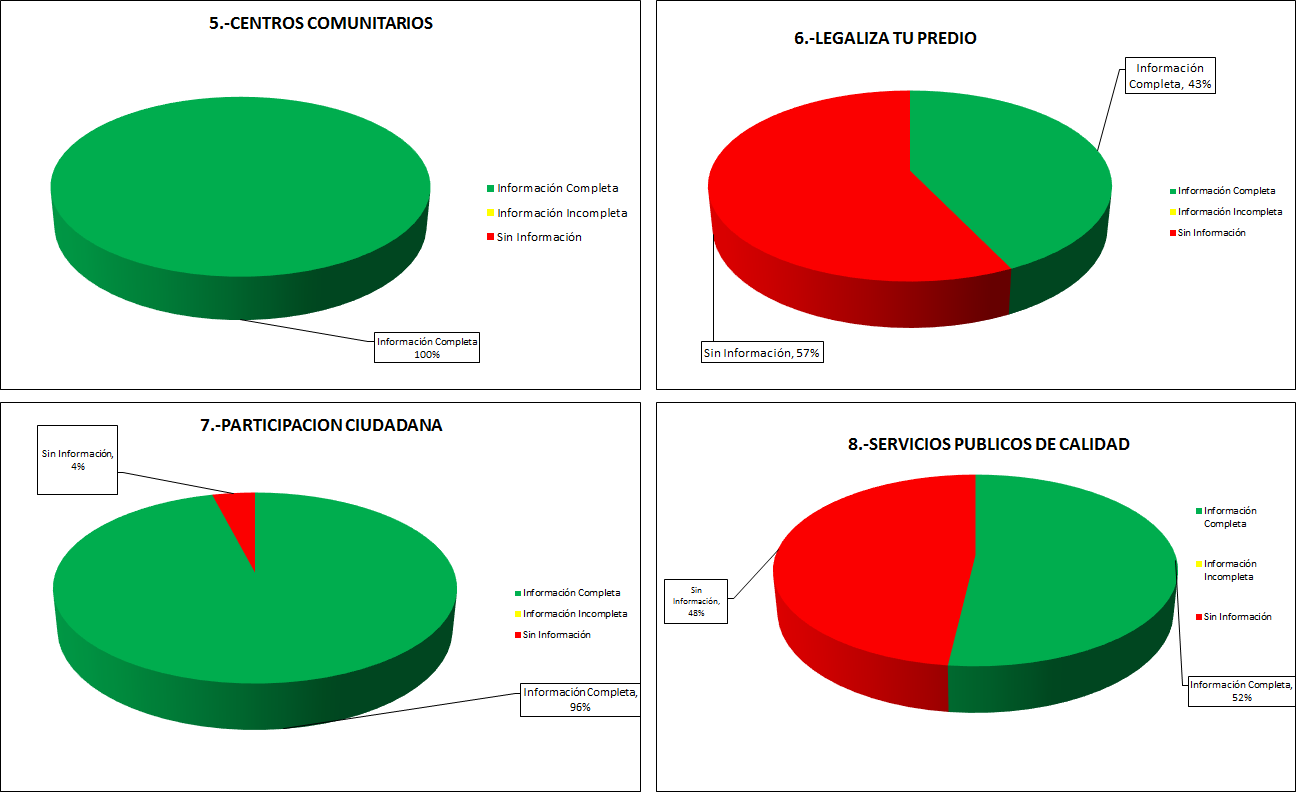 5.-CENTROS COMUNITARIOS
Información Completa
Información Incompleta
Sin Información
Información Completa
100%
6.-LEGALIZA TU PREDIO
Información
Completa, 43%
Información Completa
Información Incompleta
Sin Información
Sin Información, 57%
7.-PARTICIPACION CIUDADANA
Sin Información,
4%
Información Completa
Información Incompleta
Sin Información
Información Completa,
96%
8.-SERVICIOS PUBLICOS DE CALIDAD
Información
Completa
Información
Incompleta
Sin Información
Sin
Información,
48%
Información Completa,
52%